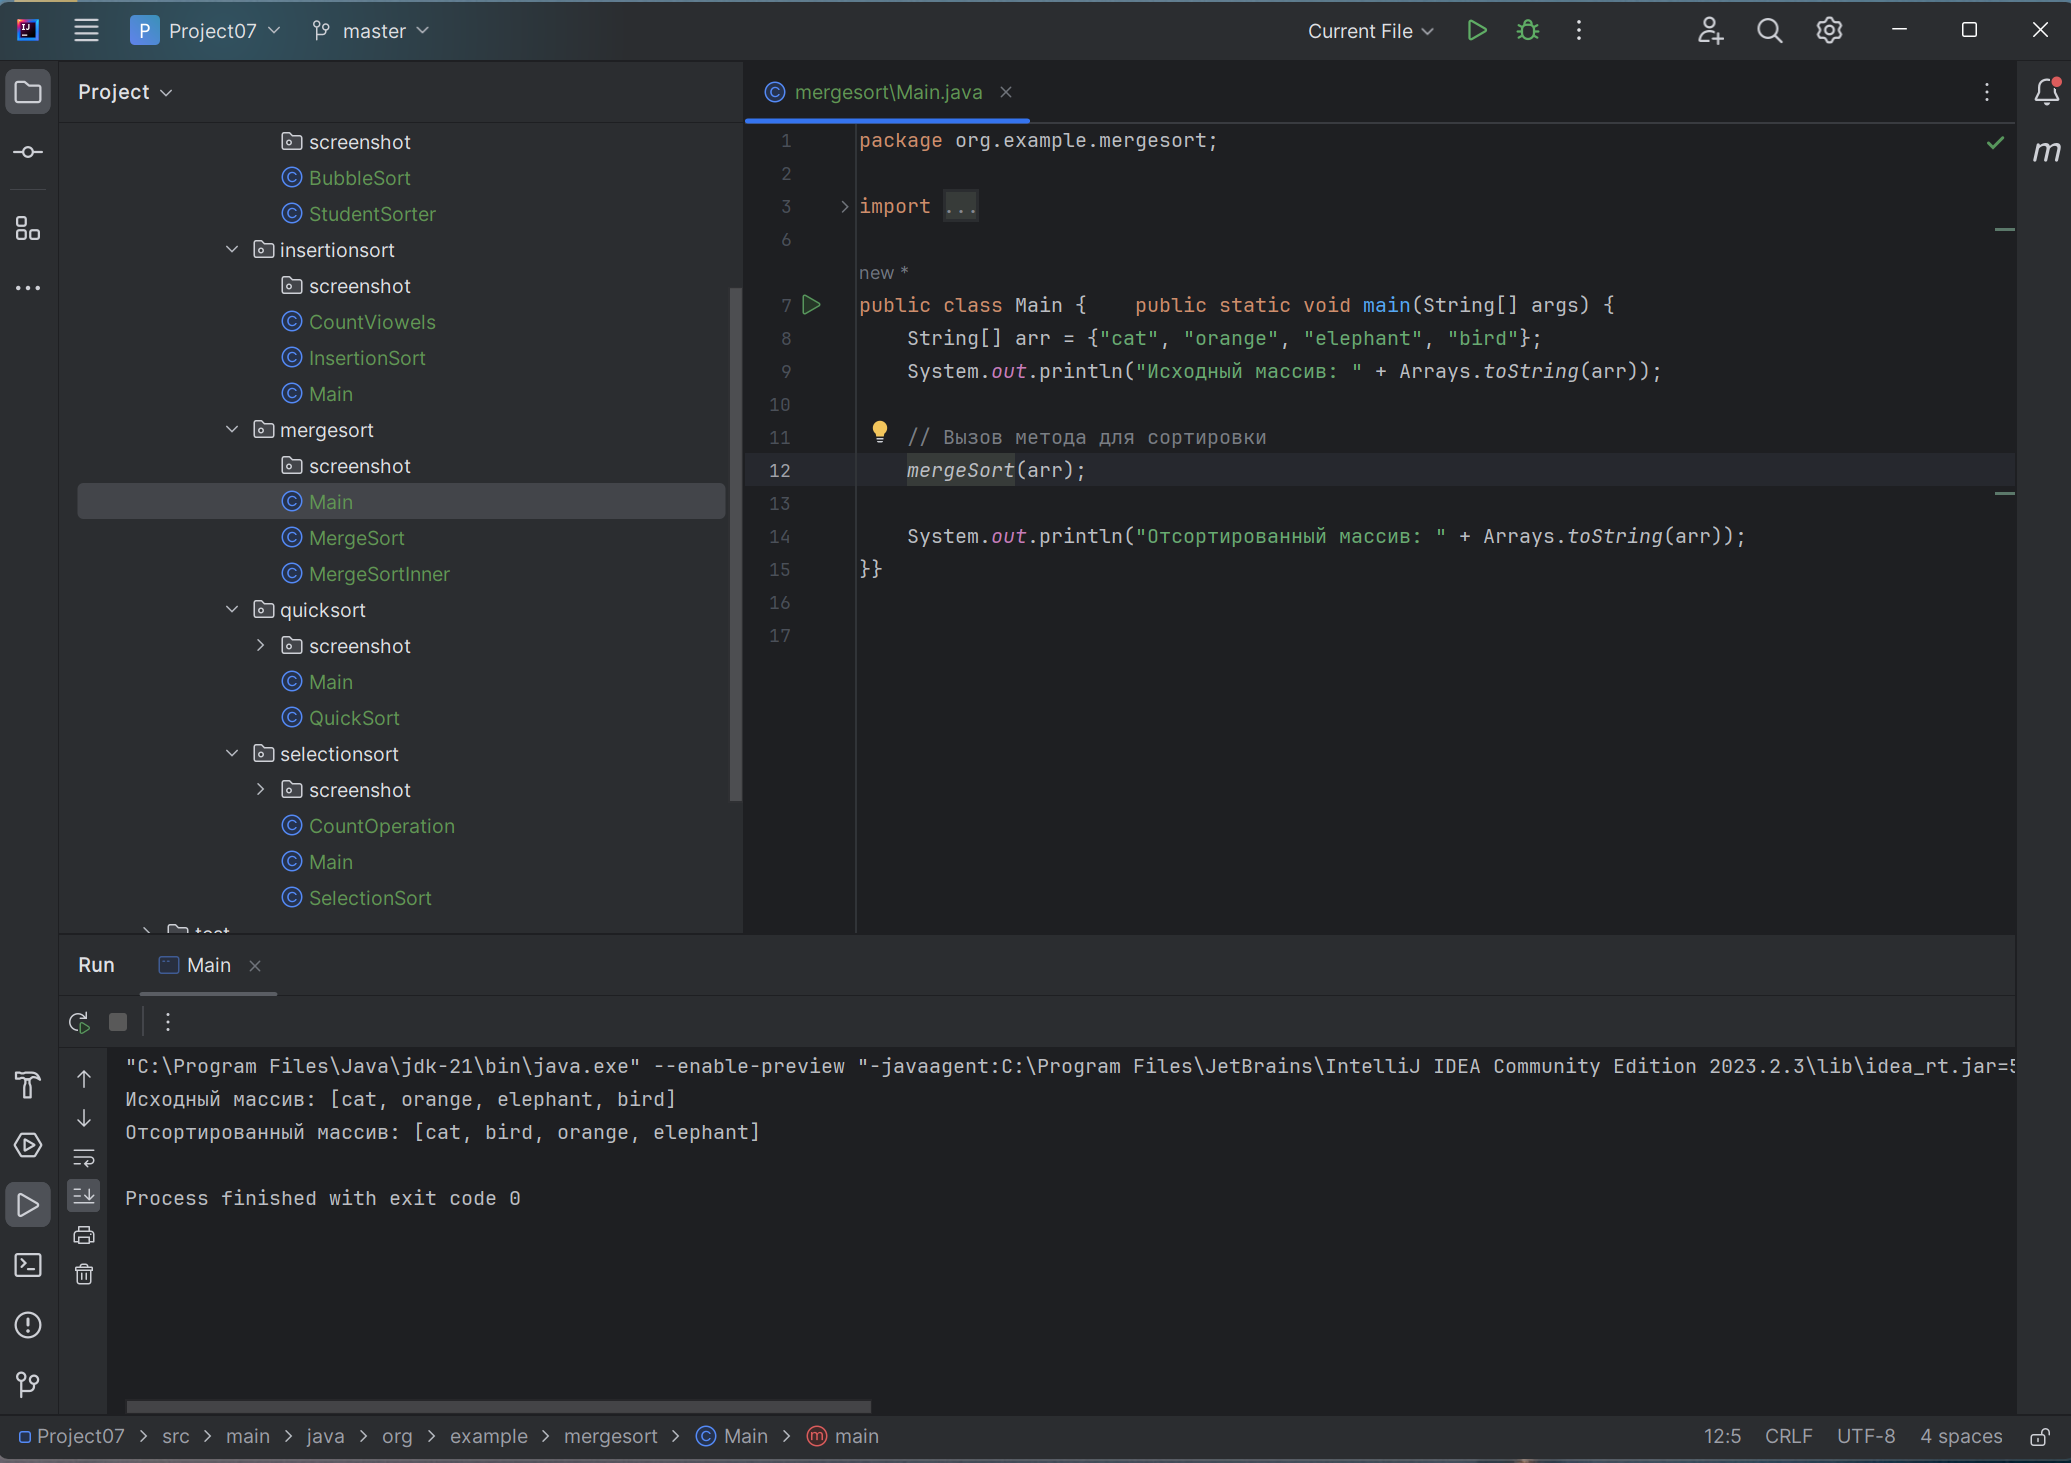 Project07 master Current File
Project
screenshot
BubbleSort
StudentSorter
insertionsort
screenshot
CountViowels
InsertionSort
Main
mergesort
screenshot
Main
MergeSort
MergeSortInner
quicksort
screenshot
Main
QuickSort
selectionsort
screenshot
CountOperation
Main
SelectionSort
test
mergesort\Main.java
1 package org.example.mergesort;
2
3 import ...
6
new *
7 public class Main {    public static void main(String[] args) {
8     String[] arr = {"cat", "orange", "elephant", "bird"};
9     System.out.println("Исходный массив: " + Arrays.toString(arr));
10
11     // Вызов метода для сортировки
12     mergeSort(arr);
13
14     System.out.println("Отсортированный массив: " + Arrays.toString(arr));
15 }}
16
17
Run Main
"C:\Program Files\Java\jdk-21\bin\java.exe" --enable-preview "-javaagent:C:\Program Files\JetBrains\IntelliJ IDEA Community Edition 2023.2.3\lib\idea_rt.jar=5
Исходный массив: [cat, orange, elephant, bird]
Отсортированный массив: [cat, bird, orange, elephant]
Process finished with exit code 0
Project07 > src > main > java > org > example > mergesort > Main > main 12:5 CRLF UTF-8 4 spaces